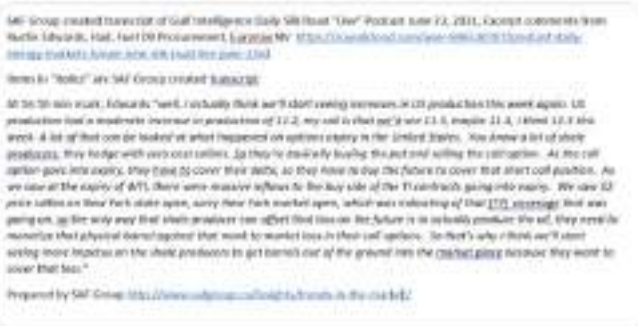 SAF Group created transcript of Gulf Intelligence Daily Silk Road "Live" Podcast June 23, 2021, Excerpt comments from
Edwards, Fuel Oil Procurement, NV
Items in "italics" are SAF Group created transcript
At min mark, Edwards "well, I actually think we'll start seeing increases in US production this week again. US
production had a moderate increase in production of 11.2, my call is that we'd see 11.3, maybe 11.4, I think 11.3 this
week. A lot of that can be looked at what happened on options expiry in the United States. You know a lot of shale
producers, they hedge with zero cost collars. So they're basically buying the put and selling the call option. As the call
option goes into expiry, they have to cover their delta, so they have to buy the future to cover that short call position. As
we saw at the expiry of WTI, there were massive inflows to the buy side of the TI contracts going into expiry. We saw
price rallies on New York state open, sorry New York market open, which was indicating of that coverage that was
going on, so the only way that shale producer can offset that loss on the future is to actually produce the oil, they need to
monetize that physical barrel against that mark to market loss in their call options. So that's why I think we'll start
seeing more impetus on the shale producers to get barrels out of the ground into the market place because they want to
cover that loss."
Prepared by SAF Group